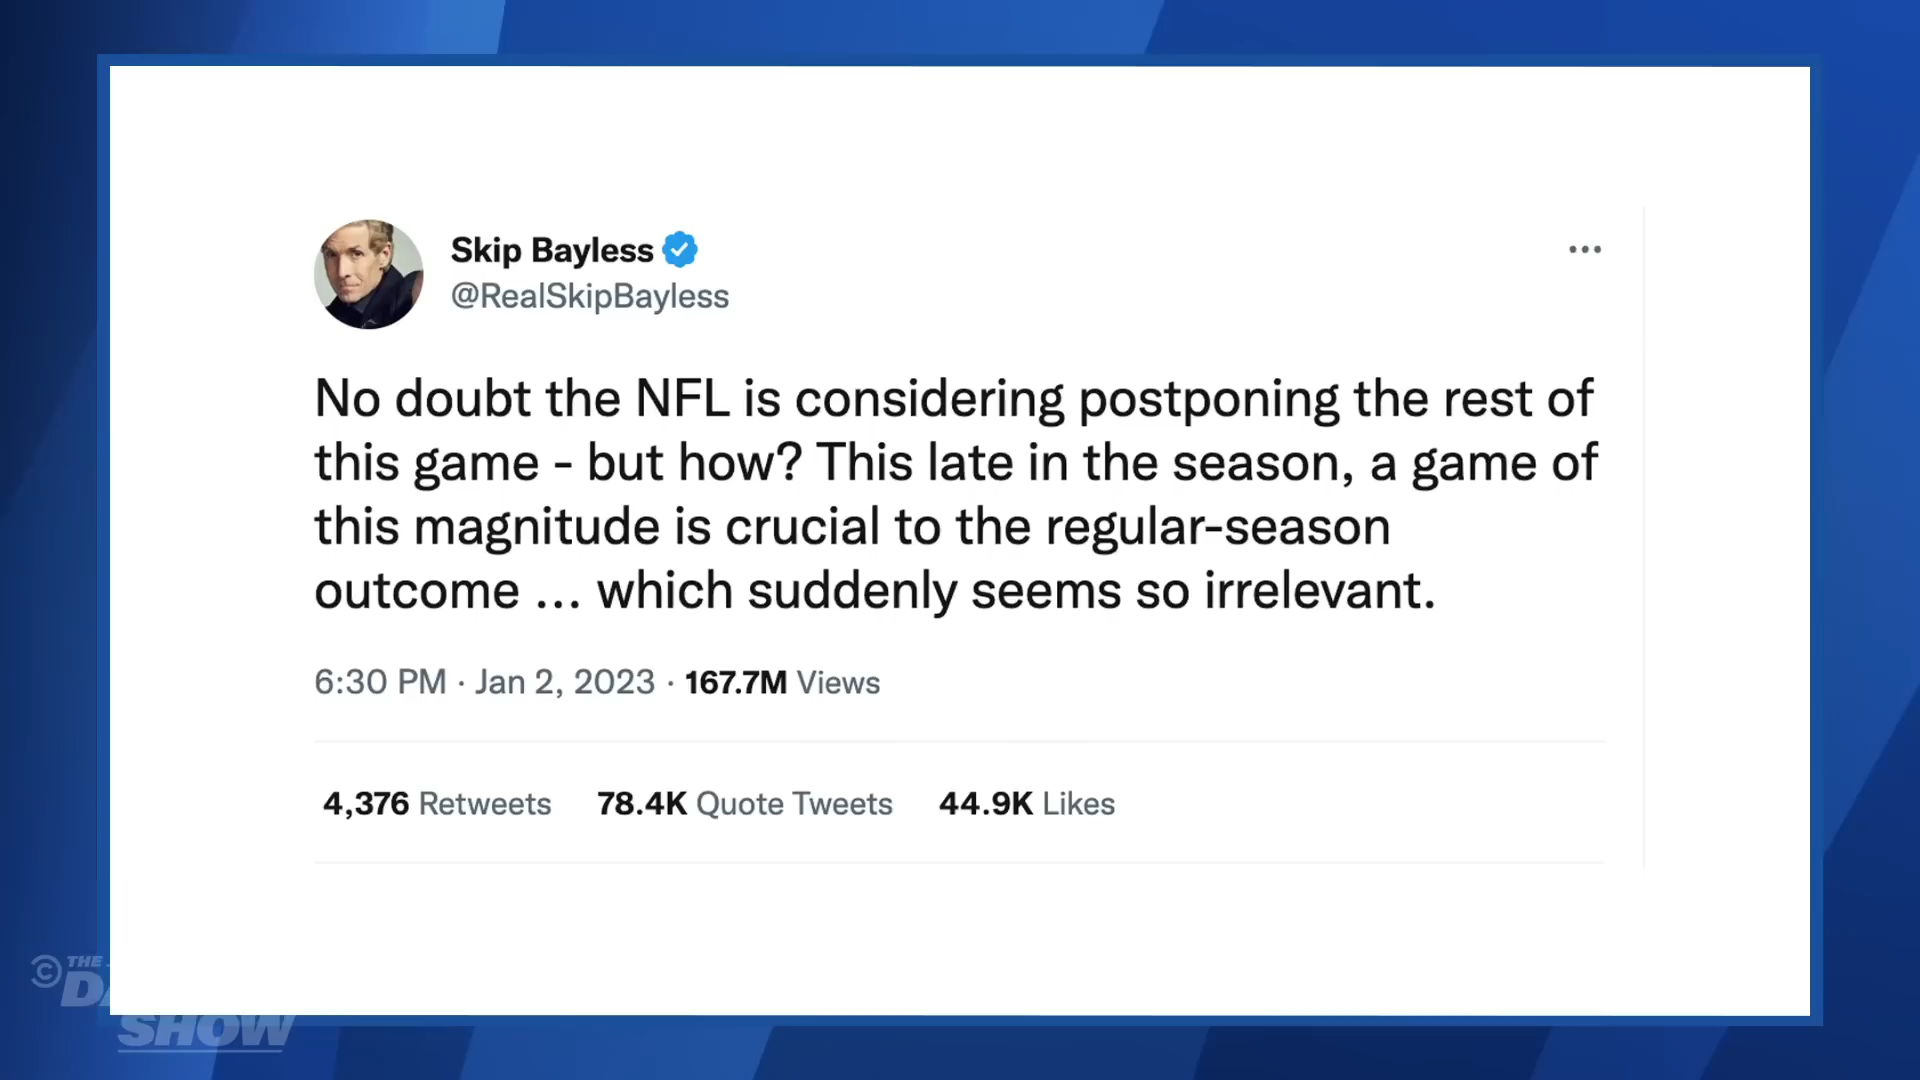 Skip Bayless
@RealSkipBayless
No doubt the NFL is considering postponing the rest of
this game - but how? This late in the season, a game of
this magnitude is crucial to the regular-season
outcome ... which suddenly seems so irrelevant.
6:30 PM · Jan 2, 2023 · 167.7M Views
4,376 Retweets 78.4K Quote Tweets 44.9K Likes
THE
SHOW